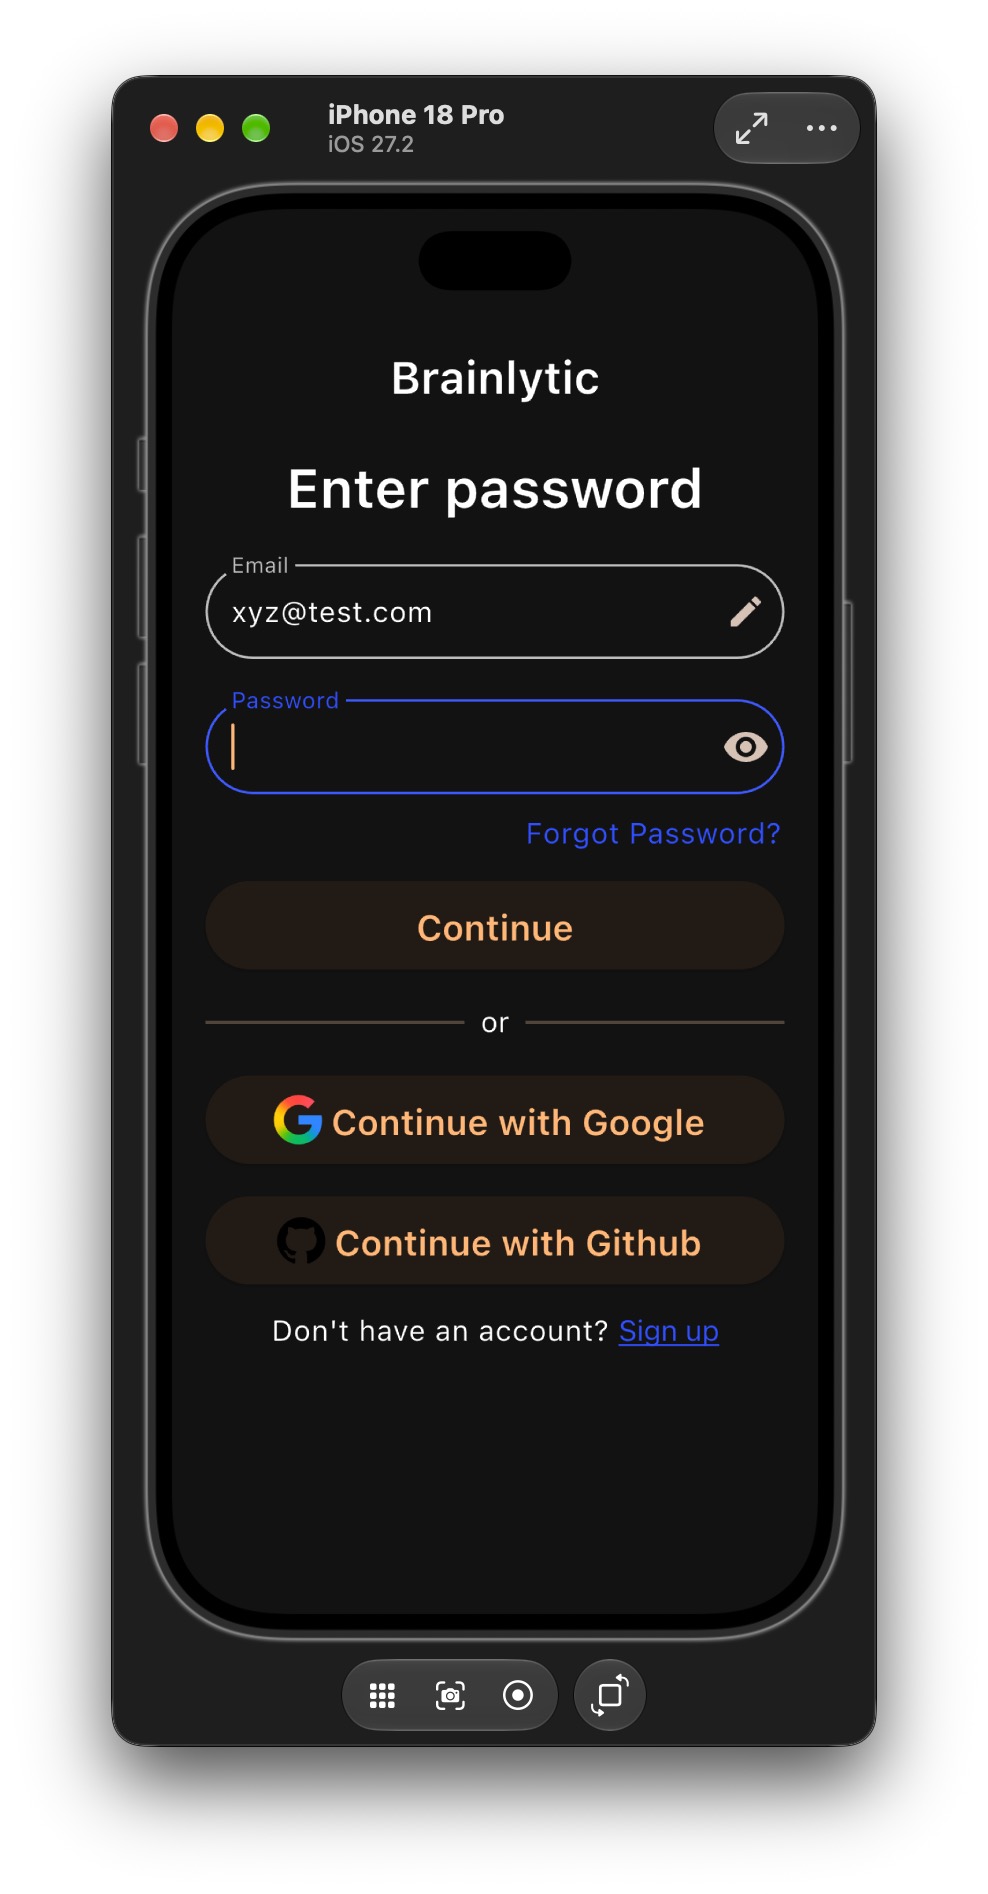 iPhone 18 Pro
iOS 27.2
Brainlytic
Enter password
Email
xyz@test.com
Password
Forgot Password?
Continue
or
Continue with Google
Continue with Github
Don't have an account? Sign up